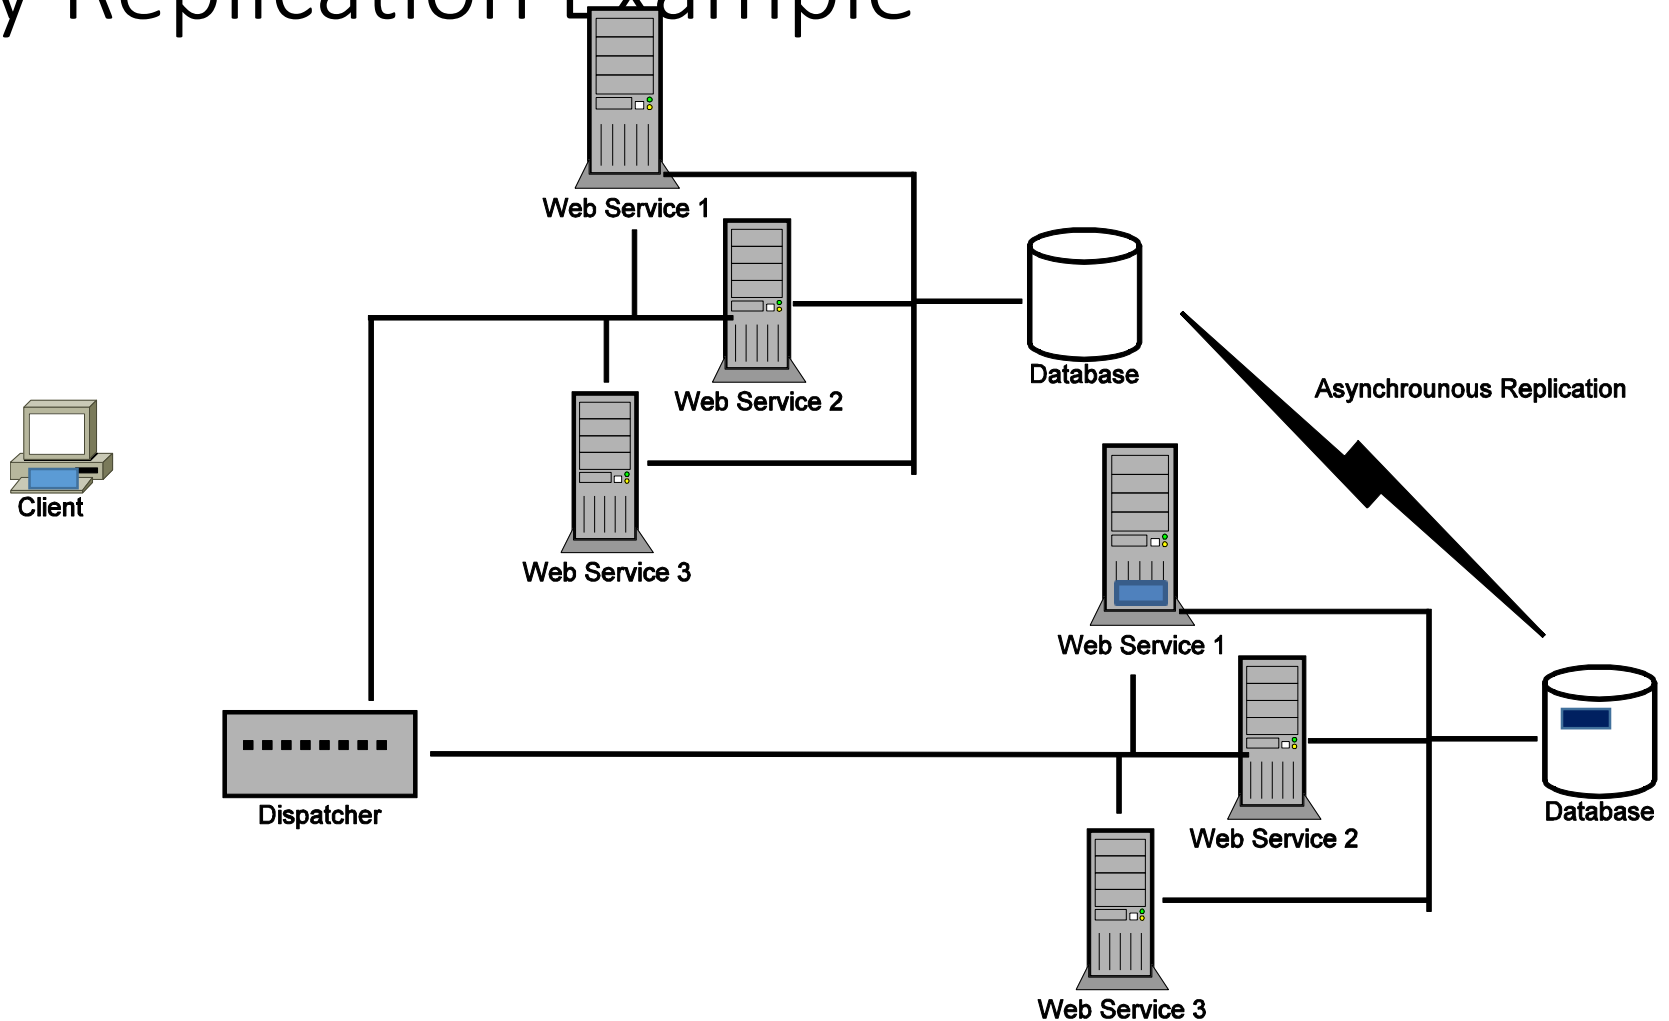 y Replication Example
Web Service 1
Database
Asynchrounous Replication
Web Service 2
Client
Web Service 3
Web Service 1
Database
Dispatcher
Web Service 2
Web Service 3